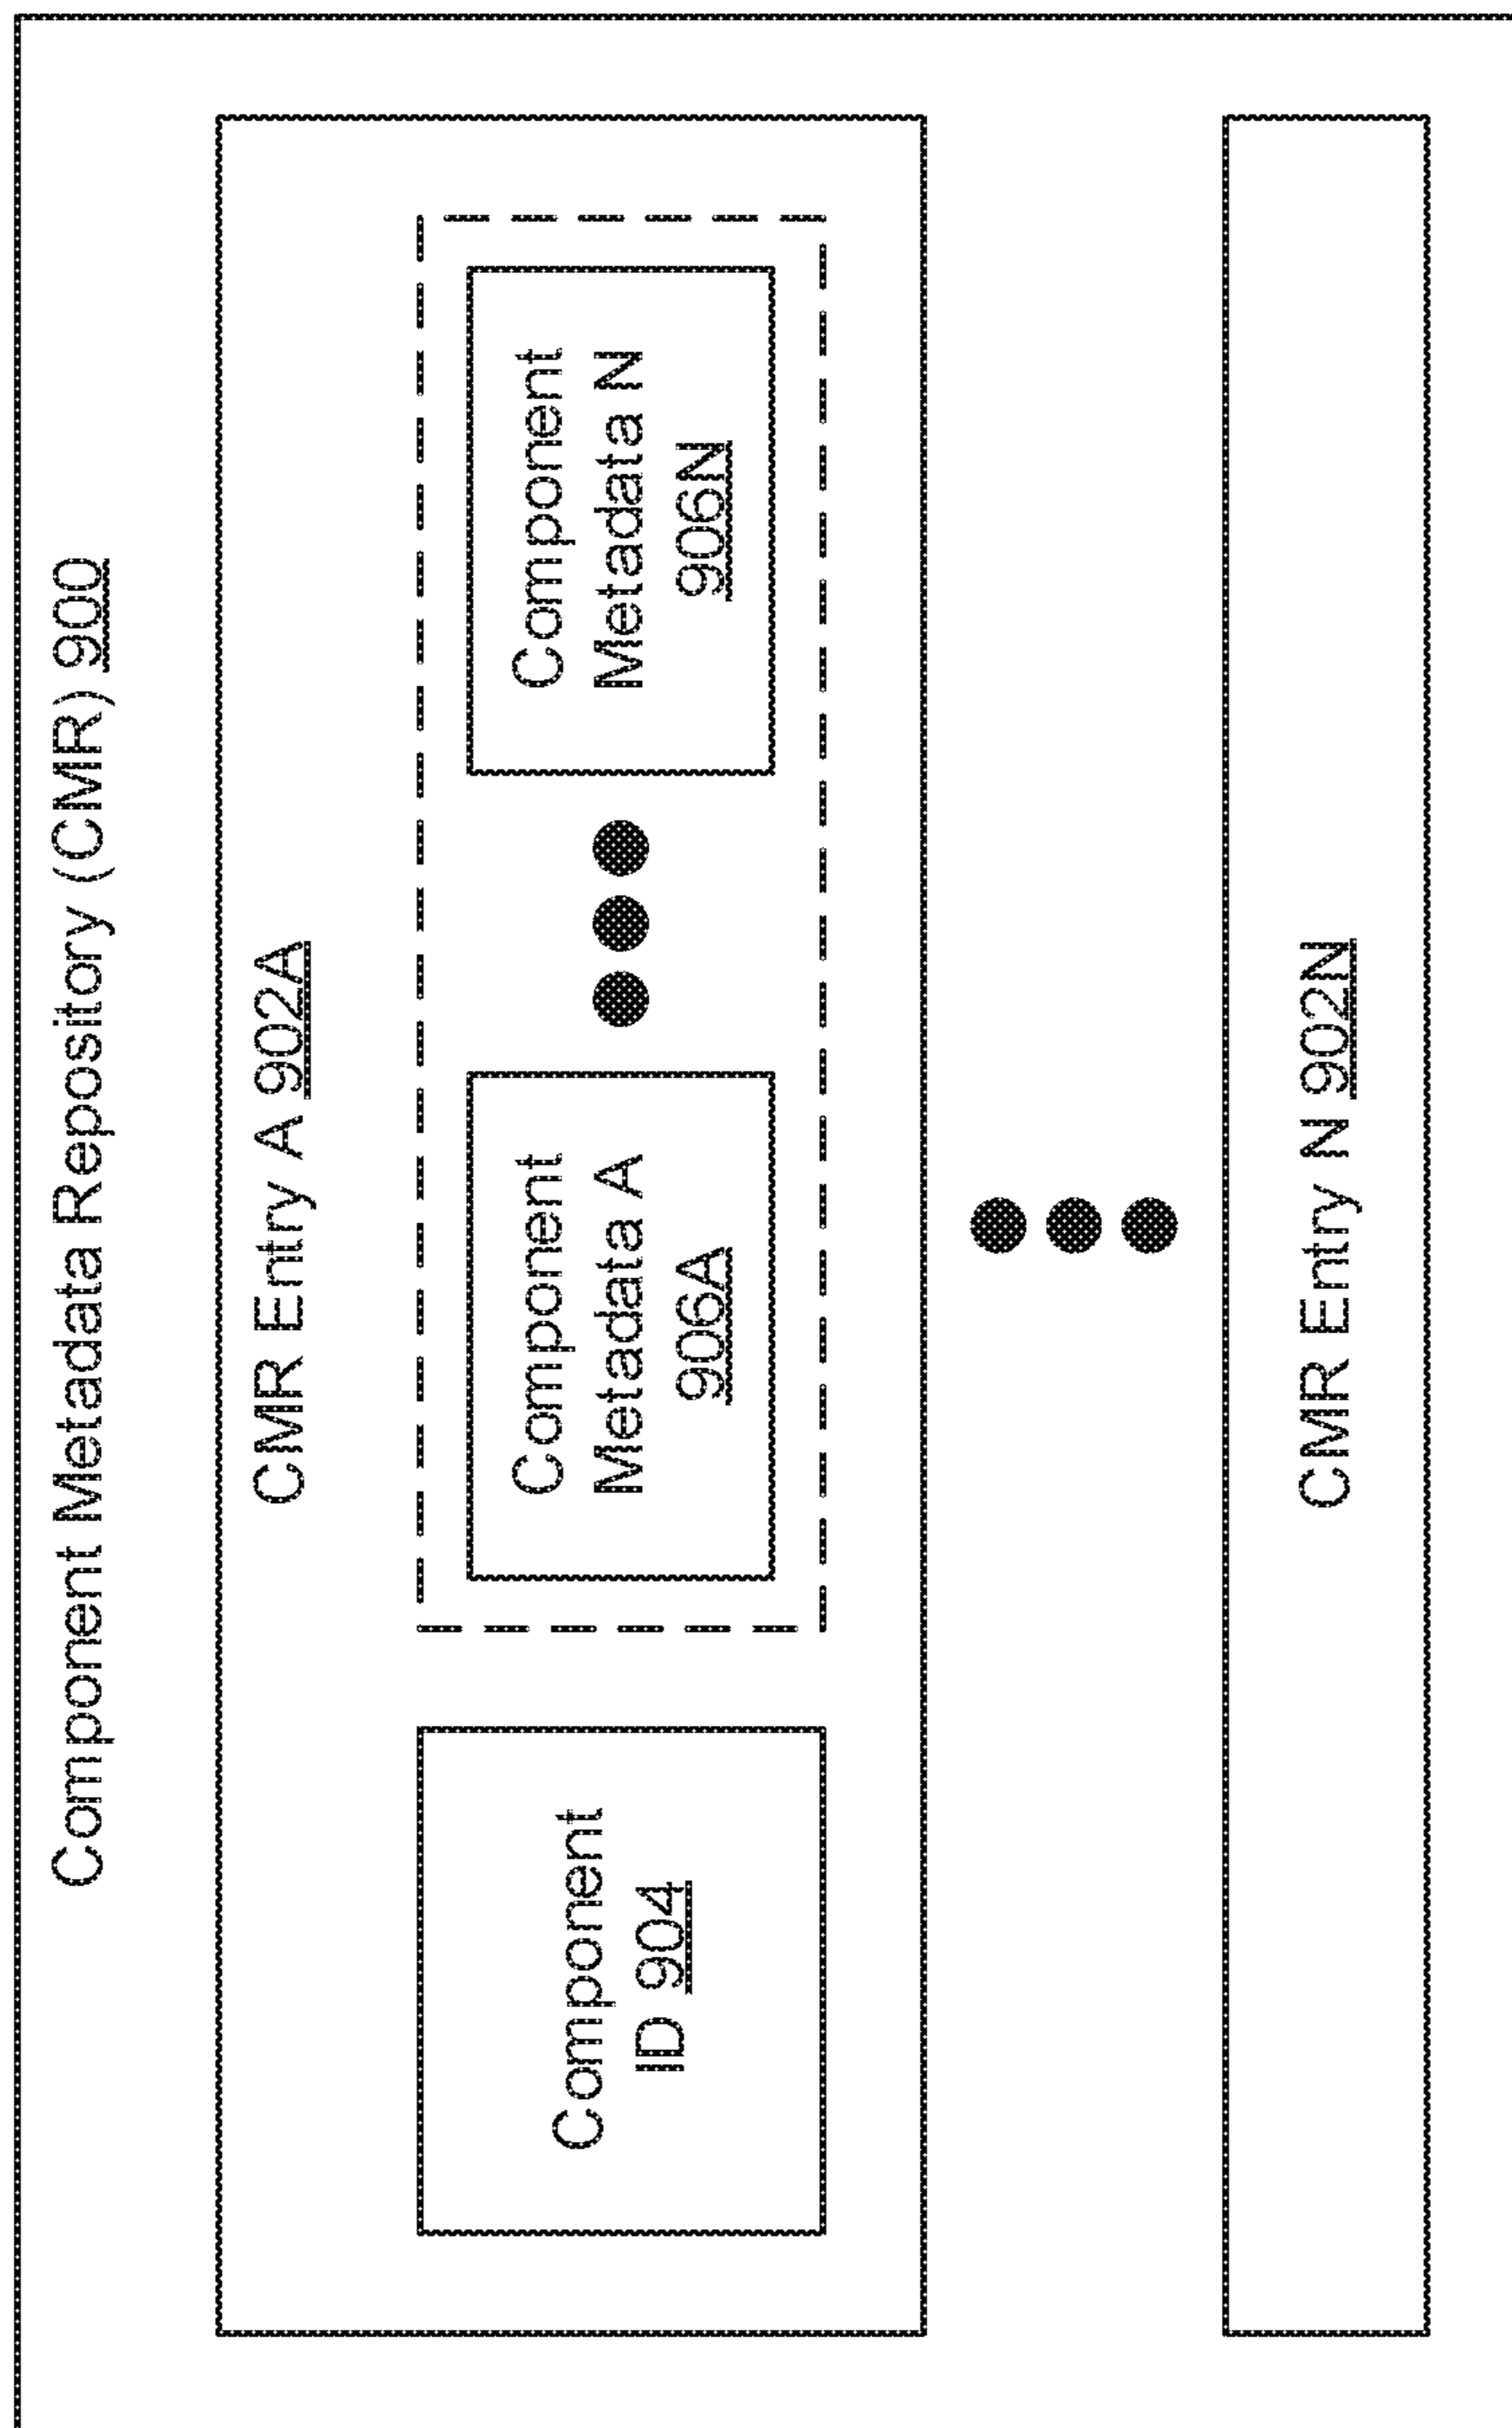 Component Metadata Repository (CMR) 900
CMR Entry A 902A
Component
ID 904
Component
Metadata A
906A
Component
Metadata N
906N
CMR Entry N 902N